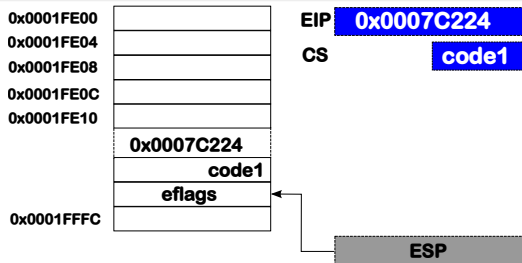 0x0001FE00
0x0001FE04
0x0001FE08
0x0001FE0C
0x0001FE10
0x0007C224
code1
eflags
0x0001FFFC
EIP 0x0007C224
CS code1
ESP